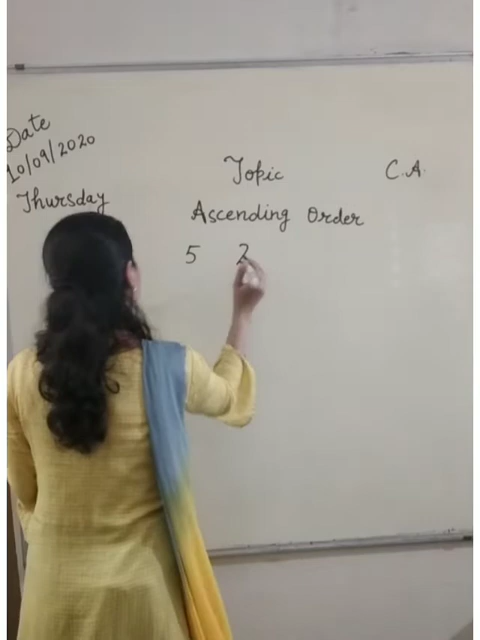 Date
10/09/2020
Thursday
Topic
C.A.
Ascending Order
5 2